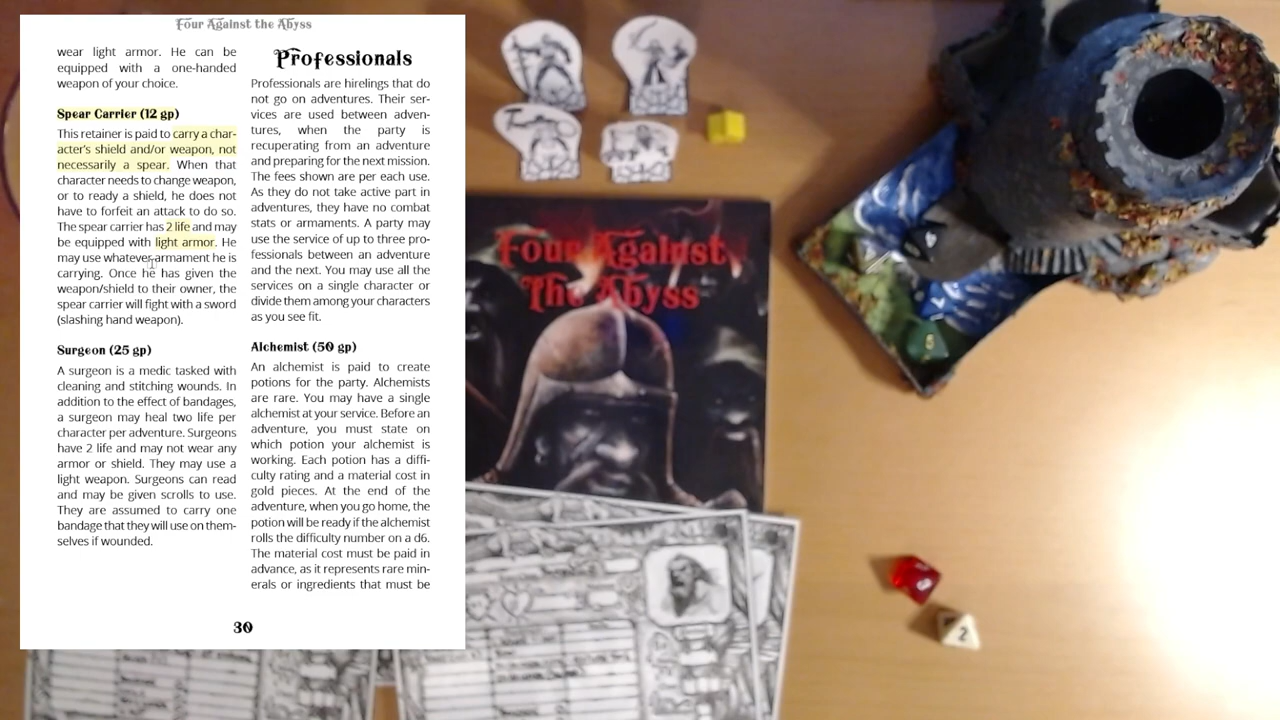 Four Against the Abyss
wear light armor. He can be
equipped with a one-handed
weapon of your choice.
Spear Carrier (12 gp)
This retainer is paid to carry a char-
acter's shield and/or weapon, not
necessarily a spear. When that
character needs to change weapon,
or to ready a shield, he does not
have to forfeit an attack to do so.
The spear carrier has 2 life and may
be equipped with light armor. He
may use whatever armament he is
carrying. Once he has given the
weapon/shield to their owner, the
spear carrier will fight with a sword
(slashing hand weapon).
Surgeon (25 gp)
A surgeon is a medic tasked with
cleaning and stitching wounds. In
addition to the effect of bandages,
a surgeon may heal two life per
character per adventure. Surgeons
have 2 life and may not wear any
armor or shield. They may use a
light weapon. Surgeons can read
and may be given scrolls to use.
They are assumed to carry one
bandage that they will use on them-
selves if wounded.
Professionals
Professionals are hirelings that do
not go on adventures. Their ser-
vices are used between adven-
tures, when the party is
recuperating from an adventure
and preparing for the next mission.
The fees shown are per each use.
As they do not take active part in
adventures, they have no combat
stats or armaments. A party may
use the service of up to three pro-
fessionals between an adventure
and the next. You may use all the
services on a single character or
divide them among your characters
as you see fit.
Alchemist (50 gp)
An alchemist is paid to create
potions for the party. Alchemists
are rare. You may have a single
alchemist at your service. Before an
adventure, you must state on
which potion your alchemist is
working. Each potion has a diffi-
culty rating and a material cost in
gold pieces. At the end of the
adventure, when you go home, the
potion will be ready if the alchemist
rolls the difficulty number on a d6.
The material cost must be paid in
advance, as it represents rare min-
erals or ingredients that must be
30
Four Against
The Abyss
6
2